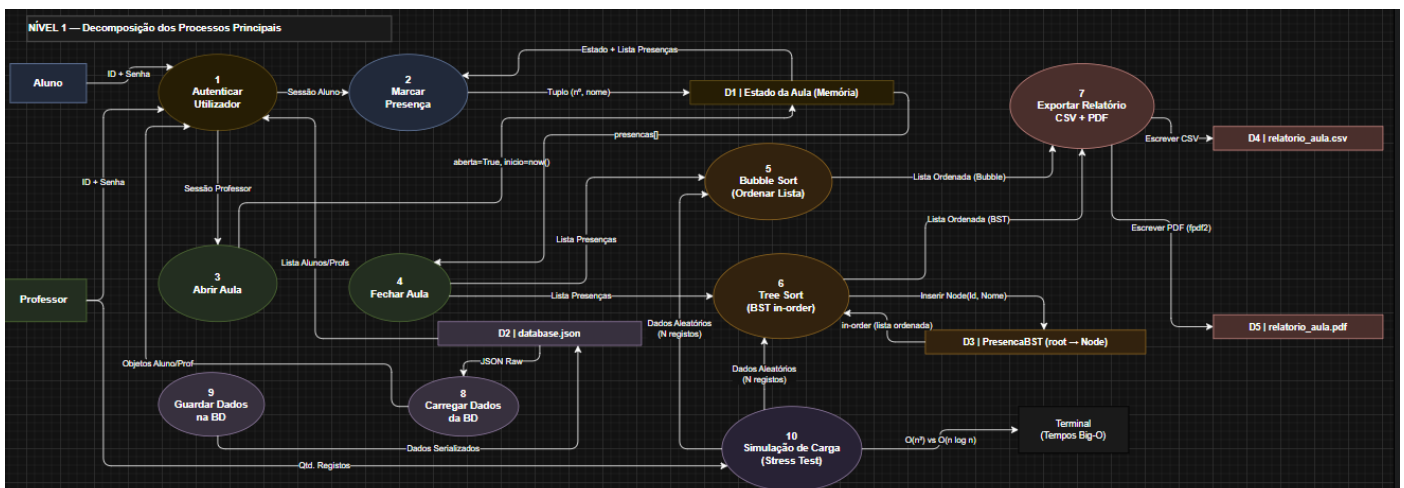 NÍVEL 1 — Decomposição dos Processos Principais
Aluno
ID + Senha
1
Autenticar
Utilizador
Sessão Aluno
2
Marcar
Presença
Estado + Lista Presenças
Tuplo (nº, nome)
D1 | Estado da Aula (Memória)
7
Exportar Relatório
CSV + PDF
Escrever CSV
D4 | relatorio_aula.csv
presencas[]
aberta=True, inicio=now()
5
Bubble Sort
(Ordenar Lista)
Lista Ordenada (Bubble)
ID + Senha
Sessão Professor
Lista Ordenada (BST)
Escrever PDF (fpdf2)
Lista Presenças
Lista Alunos/Profs
3
Abrir Aula
4
Fechar Aula
Professor
Lista Presenças
6
Tree Sort
(BST in-order)
Inserir Node(Id, Nome)
in-order (lista ordenada)
Dados Aleatórios
(N registos)
D2 | database.json
D3 | PresencaBST (root → Node)
D5 | relatorio_aula.pdf
Objetos Aluno/Prof
JSON Raw
Dados Aleatórios
(N registos)
9
Guardar Dados
na BD
8
Carregar Dados
da BD
Dados Serializados
Qtd. Registos
10
Simulação de Carga
(Stress Test)
O(n²) vs O(n log n)
Terminal
(Tempos Big-O)